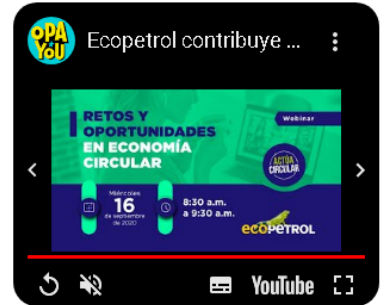 OPA
YOU
Ecopetrol contribuye ...
RETOS Y
OPORTUNIDADES
EN ECONOMÍA
CIRCULAR
Webinar
ACTÚA
CIRCULAR
Miércoles
16
de septiembre
de 2020
8:30 a.m.
a 9:30 a.m.
ecopetrol
YouTube